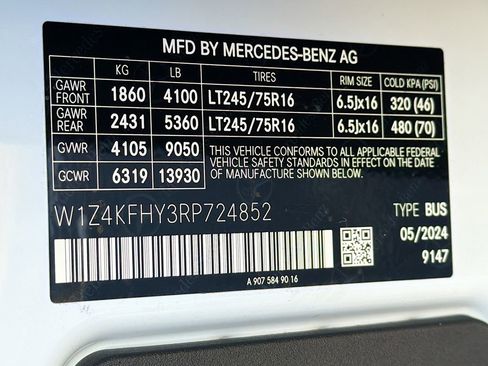 MFD BY MERCEDES-BENZ AG
KG LB TIRES RIM SIZE COLD KPA (PSI)
GAWR FRONT 1860 4100 LT245/75R16 6.5Jx16 320 (46)
GAWR REAR 2431 5360 LT245/75R16 6.5Jx16 480 (70)
GVWR 4105 9050 THIS VEHICLE CONFORMS TO ALL APPLICABLE
FEDERAL VEHICLE SAFETY STANDARDS IN EFFECT ON
GCWR 6319 13930 THE DATE OF MANUFACTURE SHOWN BELOW.
W1Z4KFHY3RP724852 TYPE BUS
05/2024
9147
A 907 584 90 16